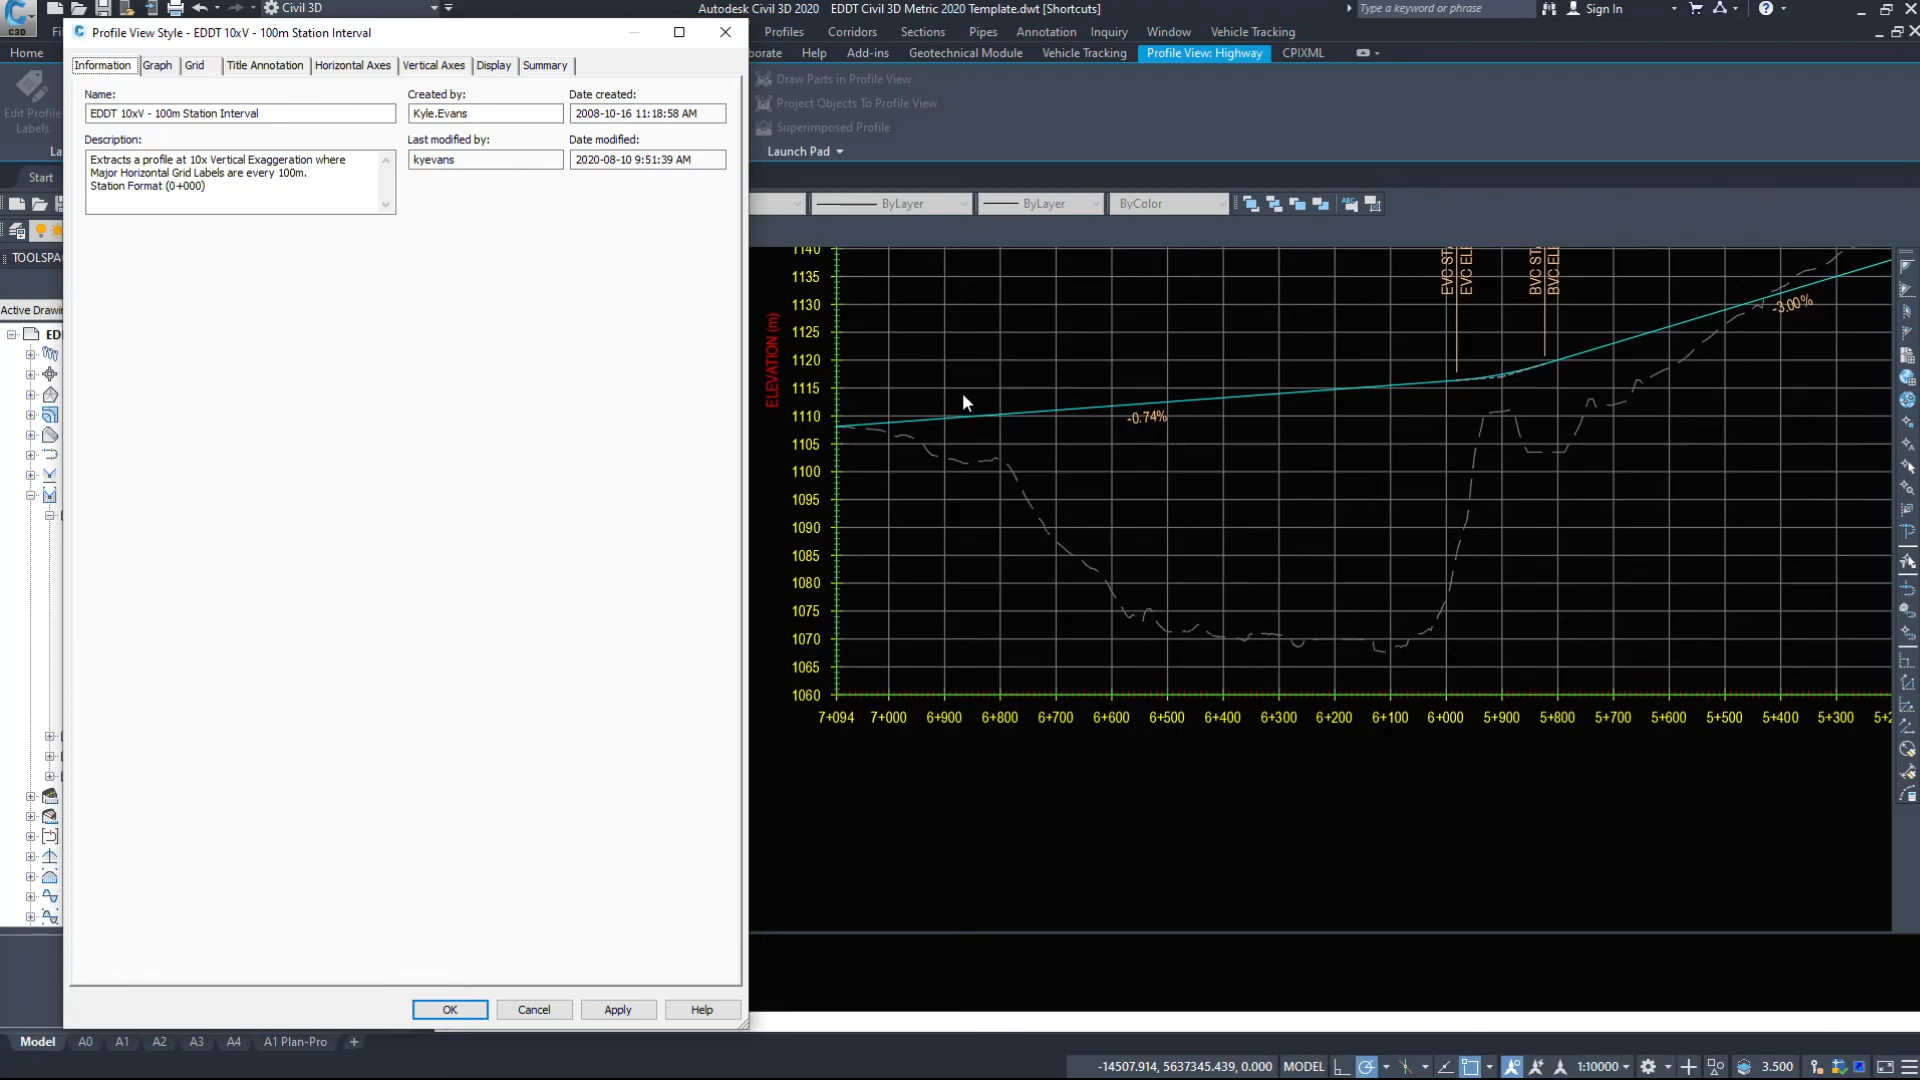 Civil 3D
Autodesk Civil 3D 2020
EDDT Civil 3D Metric 2020 Template.dwt [Shortcuts]
Type a keyword or phrase
Sign In
C3D
Profile View Style - EDDT 10xV - 100m Station Interval
Profiles
Corridors
Sections
Pipes
Annotation
Inquiry
Window
Vehicle Tracking
Home
Help
Add-ins
Geotechnical Module
Vehicle Tracking
Profile View: Highway
CPIXML
Information
Graph
Grid
Title Annotation
Horizontal Axes
Vertical Axes
Display
Summary
Edit Profile
Labels
Draw Parts in Profile View
Project Objects To Profile View
Superimposed Profile
Launch Pad
Name:
EDDT 10xV - 100m Station Interval
Created by:
Kyle.Evans
Date created:
2008-10-16 11:18:58 AM
Description:
Extracts a profile at 10x Vertical Exaggeration where
Major Horizontal Grid Labels are every 100m.
Station Format (0+000)
Last modified by:
kyevans
Date modified:
2020-08-10 9:51:39 AM
Start
ByLayer
ByLayer
ByColor
TOOLSPA
Active Drawi
ED
ELEVATION (m)
1140
1135
1130
1125
1120
1115
1110
1105
1100
1095
1090
1085
1080
1075
1070
1065
1060
EVC ST
EVC ELE
BVC ST
BVC ELE
-3.00%
-0.74%
7+094
7+000
6+900
6+800
6+700
6+600
6+500
6+400
6+300
6+200
6+100
6+000
5+900
5+800
5+700
5+600
5+500
5+400
5+300
OK
Cancel
Apply
Help
Model
A0
A1
A2
A3
A4
A1 Plan-Pro
+
-14507.914, 5637345.439, 0.000
MODEL
1:10000
3.500